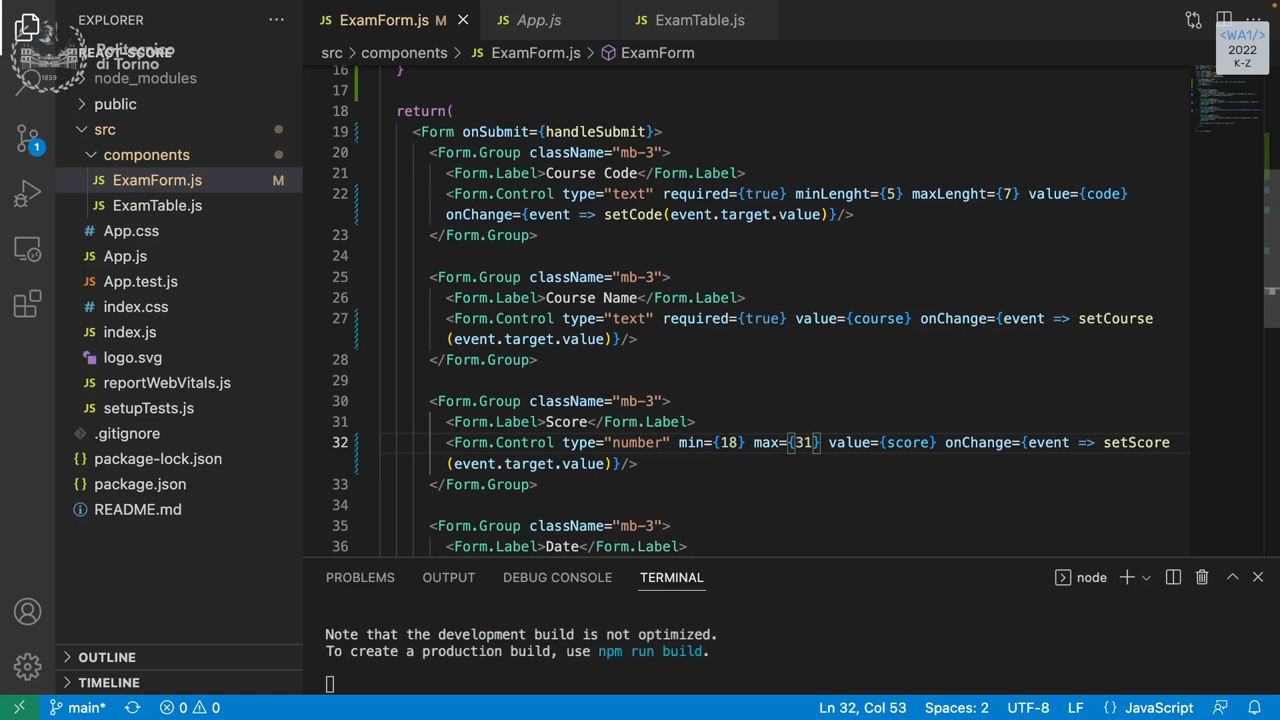 EXPLORER
ExamForm.js M
App.js
ExamTable.js
<WA1/>
2022
K-Z
src > components > JS ExamForm.js > ExamForm
Politecnico
di Torino
1859
node_modules
public
src
components
JS ExamForm.js M
JS ExamTable.js
# App.css
JS App.js
JS App.test.js
# index.css
JS index.js
logo.svg
JS reportWebVitals.js
JS setupTests.js
.gitignore
{} package-lock.json
{} package.json
README.md
OUTLINE
TIMELINE
1
16 }
17
18 return(
19 <Form onSubmit={handleSubmit}>
20 <Form.Group className="mb-3">
21 <Form.Label>Course Code</Form.Label>
22 <Form.Control type="text" required={true} minLenght={5} maxLenght={7} value={code}
onChange={event => setCode(event.target.value)}/>
23 </Form.Group>
24
25 <Form.Group className="mb-3">
26 <Form.Label>Course Name</Form.Label>
27 <Form.Control type="text" required={true} value={course} onChange={event => setCourse
(event.target.value)}/>
28 </Form.Group>
29
30 <Form.Group className="mb-3">
31 <Form.Label>Score</Form.Label>
32 <Form.Control type="number" min={18} max={31} value={score} onChange={event => setScore
(event.target.value)}/>
33 </Form.Group>
34
35 <Form.Group className="mb-3">
36 <Form.Label>Date</Form.Label>
PROBLEMS OUTPUT DEBUG CONSOLE TERMINAL
node
Note that the development build is not optimized.
To create a production build, use npm run build.
main* 0 0 Ln 32, Col 53 Spaces: 2 UTF-8 LF {} JavaScript